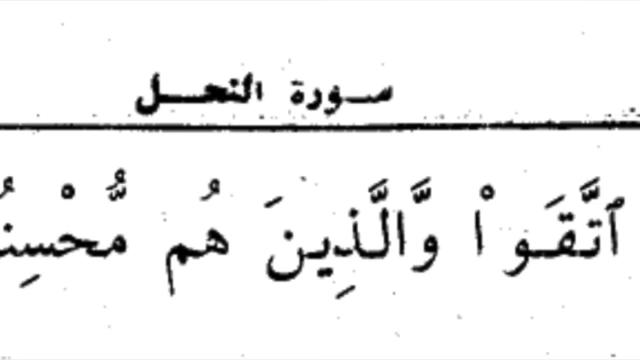 سورة النحل
ٱتَّقَوا۟ وَّٱلَّذِينَ هُم مُّحْسِنُ